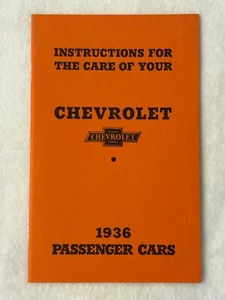 INSTRUCTIONS FOR
THE CARE OF YOUR
CHEVROLET
CHEVROLET
1936
PASSENGER CARS